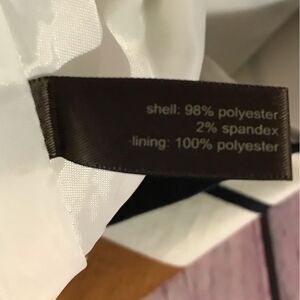 shell: 98% polyester
2% spandex
lining: 100% polyester